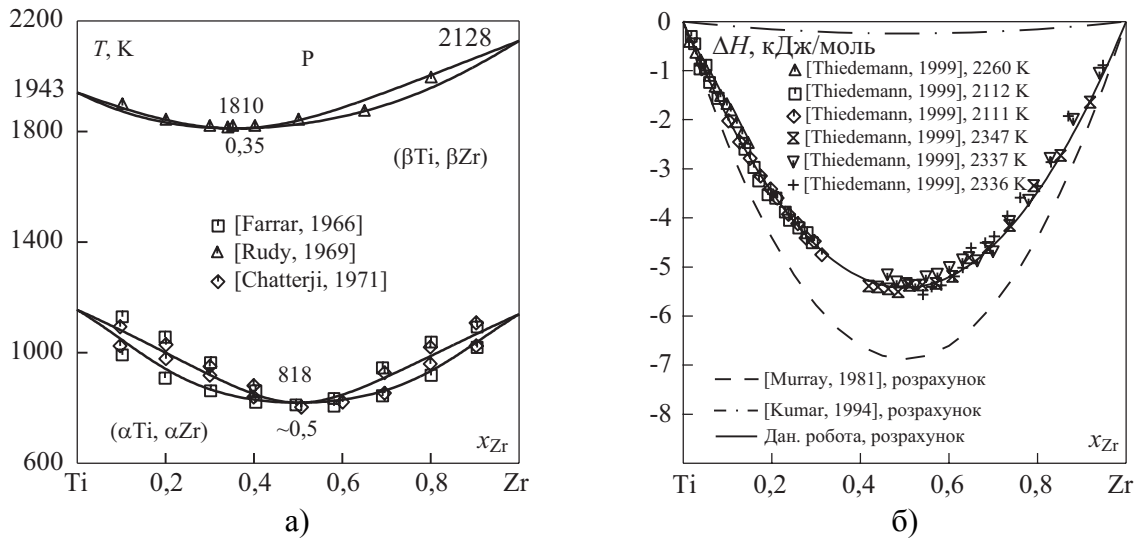 2200
T, K
2128
P
1943
1810
1800
0,35
(βTi, βZr)
1400
[Farrar, 1966]
[Rudy, 1969]
[Chatterji, 1971]
1000
818
(αTi, αZr)
~0,5
xZr
600
Ti
0,2
0,4
0,6
0,8
Zr
а)
0
ΔH, кДж/моль
[Thiedemann, 1999], 2260 K
-1
[Thiedemann, 1999], 2112 K
[Thiedemann, 1999], 2111 K
-2
[Thiedemann, 1999], 2347 K
[Thiedemann, 1999], 2337 K
-3
[Thiedemann, 1999], 2336 K
-4
-5
-6
-7
[Murray, 1981], розрахунок
-8
[Kumar, 1994], розрахунок
Дан. робота, розрахунок
xZr
Ti
0,2
0,4
0,6
0,8
Zr
б)